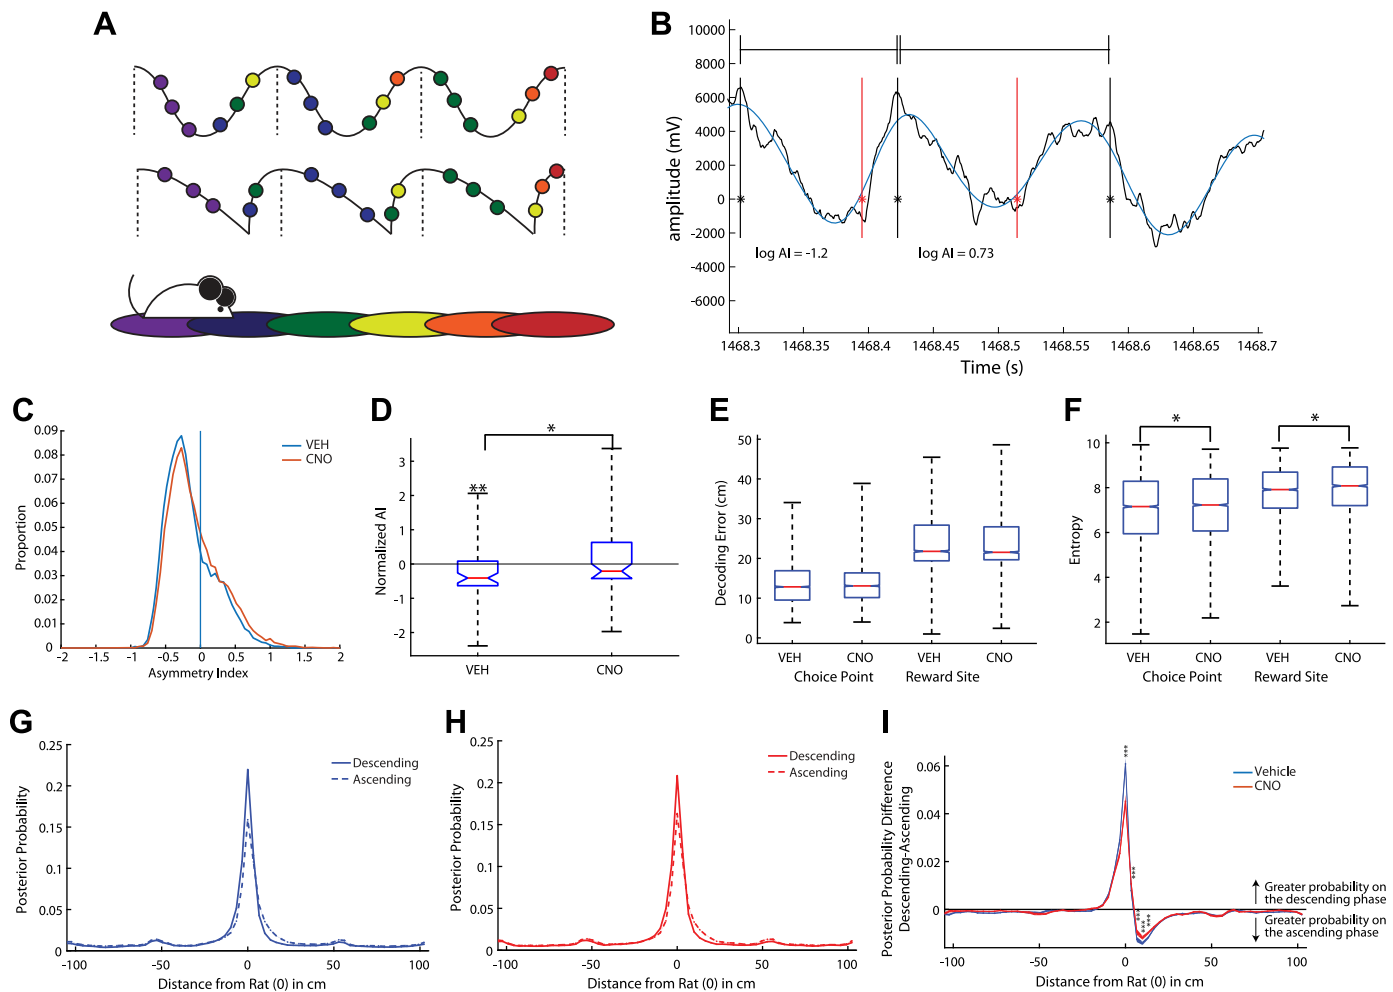 A
B
10000
8000
6000
4000
2000
0
-2000
-4000
-6000
amplitude (mV)
log AI = -1.2
log AI = 0.73
1468.3 1468.35 1468.4 1468.45 1468.5 1468.55 1468.6 1468.65 1468.7
Time (s)
C
0.09
0.08
0.07
0.06
0.05
0.04
0.03
0.02
0.01
0
Proportion
VEH
CNO
-2 -1.5 -1 -0.5 0 0.5 1 1.5 2
Asymmetry Index
D
3
2
1
0
-1
-2
Normalized AI
*
**
VEH CNO
E
50
40
30
20
10
0
Decoding Error (cm)
VEH CNO VEH CNO
Choice Point Reward Site
F
10
8
6
4
2
Entropy
* *
VEH CNO VEH CNO
Choice Point Reward Site
G
0.25
0.2
0.15
0.1
0.05
0
Posterior Probability
Descending
Ascending
-100 -50 0 50 100
Distance from Rat (0) in cm
H
0.25
0.2
0.15
0.1
0.05
0
Posterior Probability
Descending
Ascending
-100 -50 0 50 100
Distance from Rat (0) in cm
I
0.06
0.04
0.02
0
Posterior Probability Difference
Descending-Ascending
***
***
***
***
***
Vehicle
CNO
Greater probability on
the descending phase
Greater probability on
the ascending phase
-100 -50 0 50 100
Distance from Rat (0) in cm